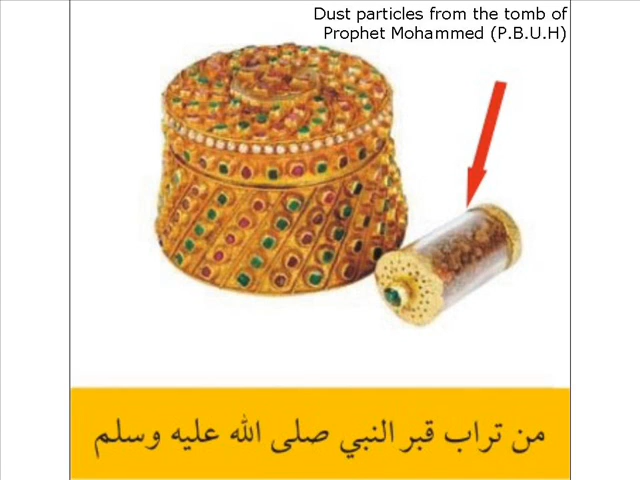 Dust particles from the tomb of
Prophet Mohammed (P.B.U.H)
من تراب قبر النبي صلى الله عليه وسلم